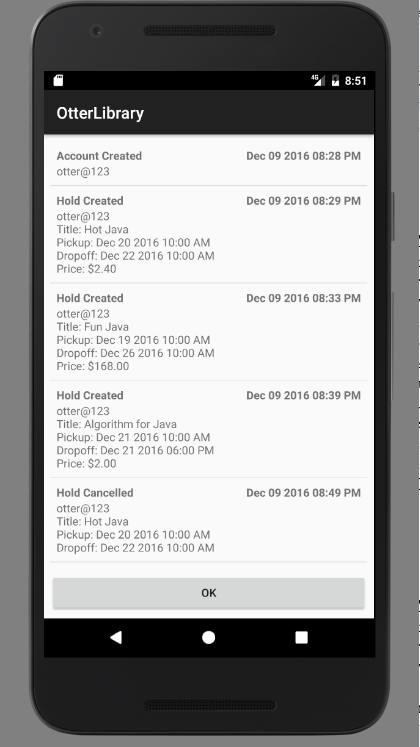 4G 8:51
OtterLibrary
Account Created Dec 09 2016 08:28 PM
otter@123
Hold Created Dec 09 2016 08:29 PM
otter@123
Title: Hot Java
Pickup: Dec 20 2016 10:00 AM
Dropoff: Dec 22 2016 10:00 AM
Price: $2.40
Hold Created Dec 09 2016 08:33 PM
otter@123
Title: Fun Java
Pickup: Dec 19 2016 10:00 AM
Dropoff: Dec 26 2016 10:00 AM
Price: $168.00
Hold Created Dec 09 2016 08:39 PM
otter@123
Title: Algorithm for Java
Pickup: Dec 21 2016 10:00 AM
Dropoff: Dec 21 2016 06:00 PM
Price: $2.00
Hold Cancelled Dec 09 2016 08:49 PM
otter@123
Title: Hot Java
Pickup: Dec 20 2016 10:00 AM
Dropoff: Dec 22 2016 10:00 AM
OK